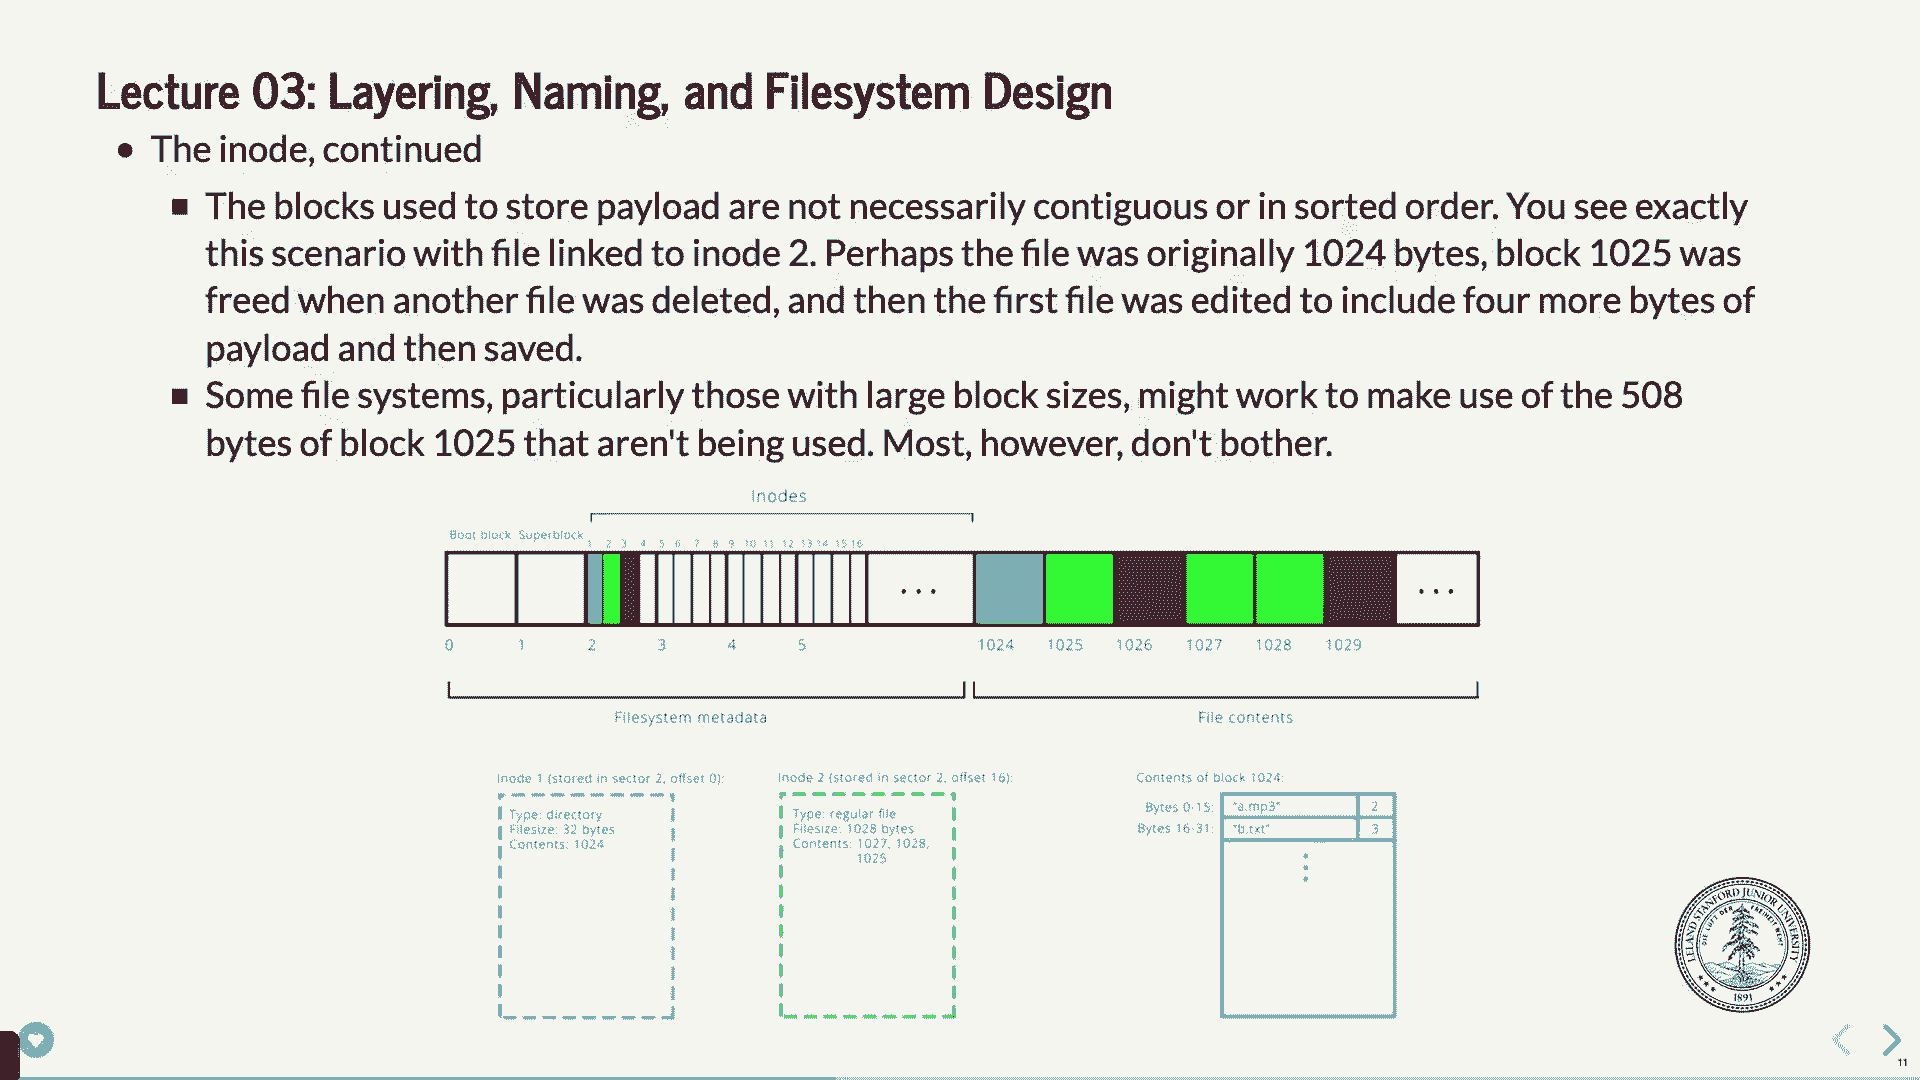 Lecture 03: Layering, Naming, and Filesystem Design
The inode, continued
The blocks used to store payload are not necessarily contiguous or in sorted order. You see exactly
this scenario with file linked to inode 2. Perhaps the file was originally 1024 bytes, block 1025 was
freed when another file was deleted, and then the first file was edited to include four more bytes of
payload and then saved.
Some file systems, particularly those with large block sizes, might work to make use of the 508
bytes of block 1025 that aren't being used. Most, however, don't bother.
Inodes
Boot block Superblock
1 2 3 4 5 6 7 8 9 10 11 12 13 14 15 16
... ...
0 1 2 3 4 5 1024 1025 1026 1027 1028 1029
Filesystem metadata File contents
Inode 1 (stored in sector 2, offset 0):
Type: directory
Filesize: 32 bytes
Contents: 1024
Inode 2 (stored in sector 2, offset 16):
Type: regular file
Filesize: 1028 bytes
Contents: 1027, 1028,
1025
Contents of block 1024:
Bytes 0-15: "a.mp3" 2
Bytes 16-31: "b.txt" 3
LELAND STANFORD JUNIOR UNIVERSITY
DIE LUFT DER FREIHEIT WEHT
1891
11